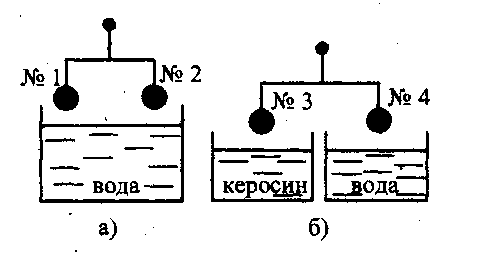 № 1
№ 2
№ 3
№ 4
вода
керосин
вода
а)
б)